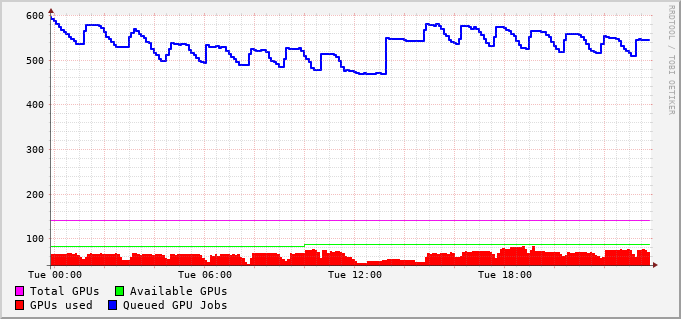 600
500
400
300
200
100
Tue 00:00 Tue 06:00 Tue 12:00 Tue 18:00
Total GPUs Available GPUs
GPUs used Queued GPU Jobs
RRDTOOL / TOBI OETIKER